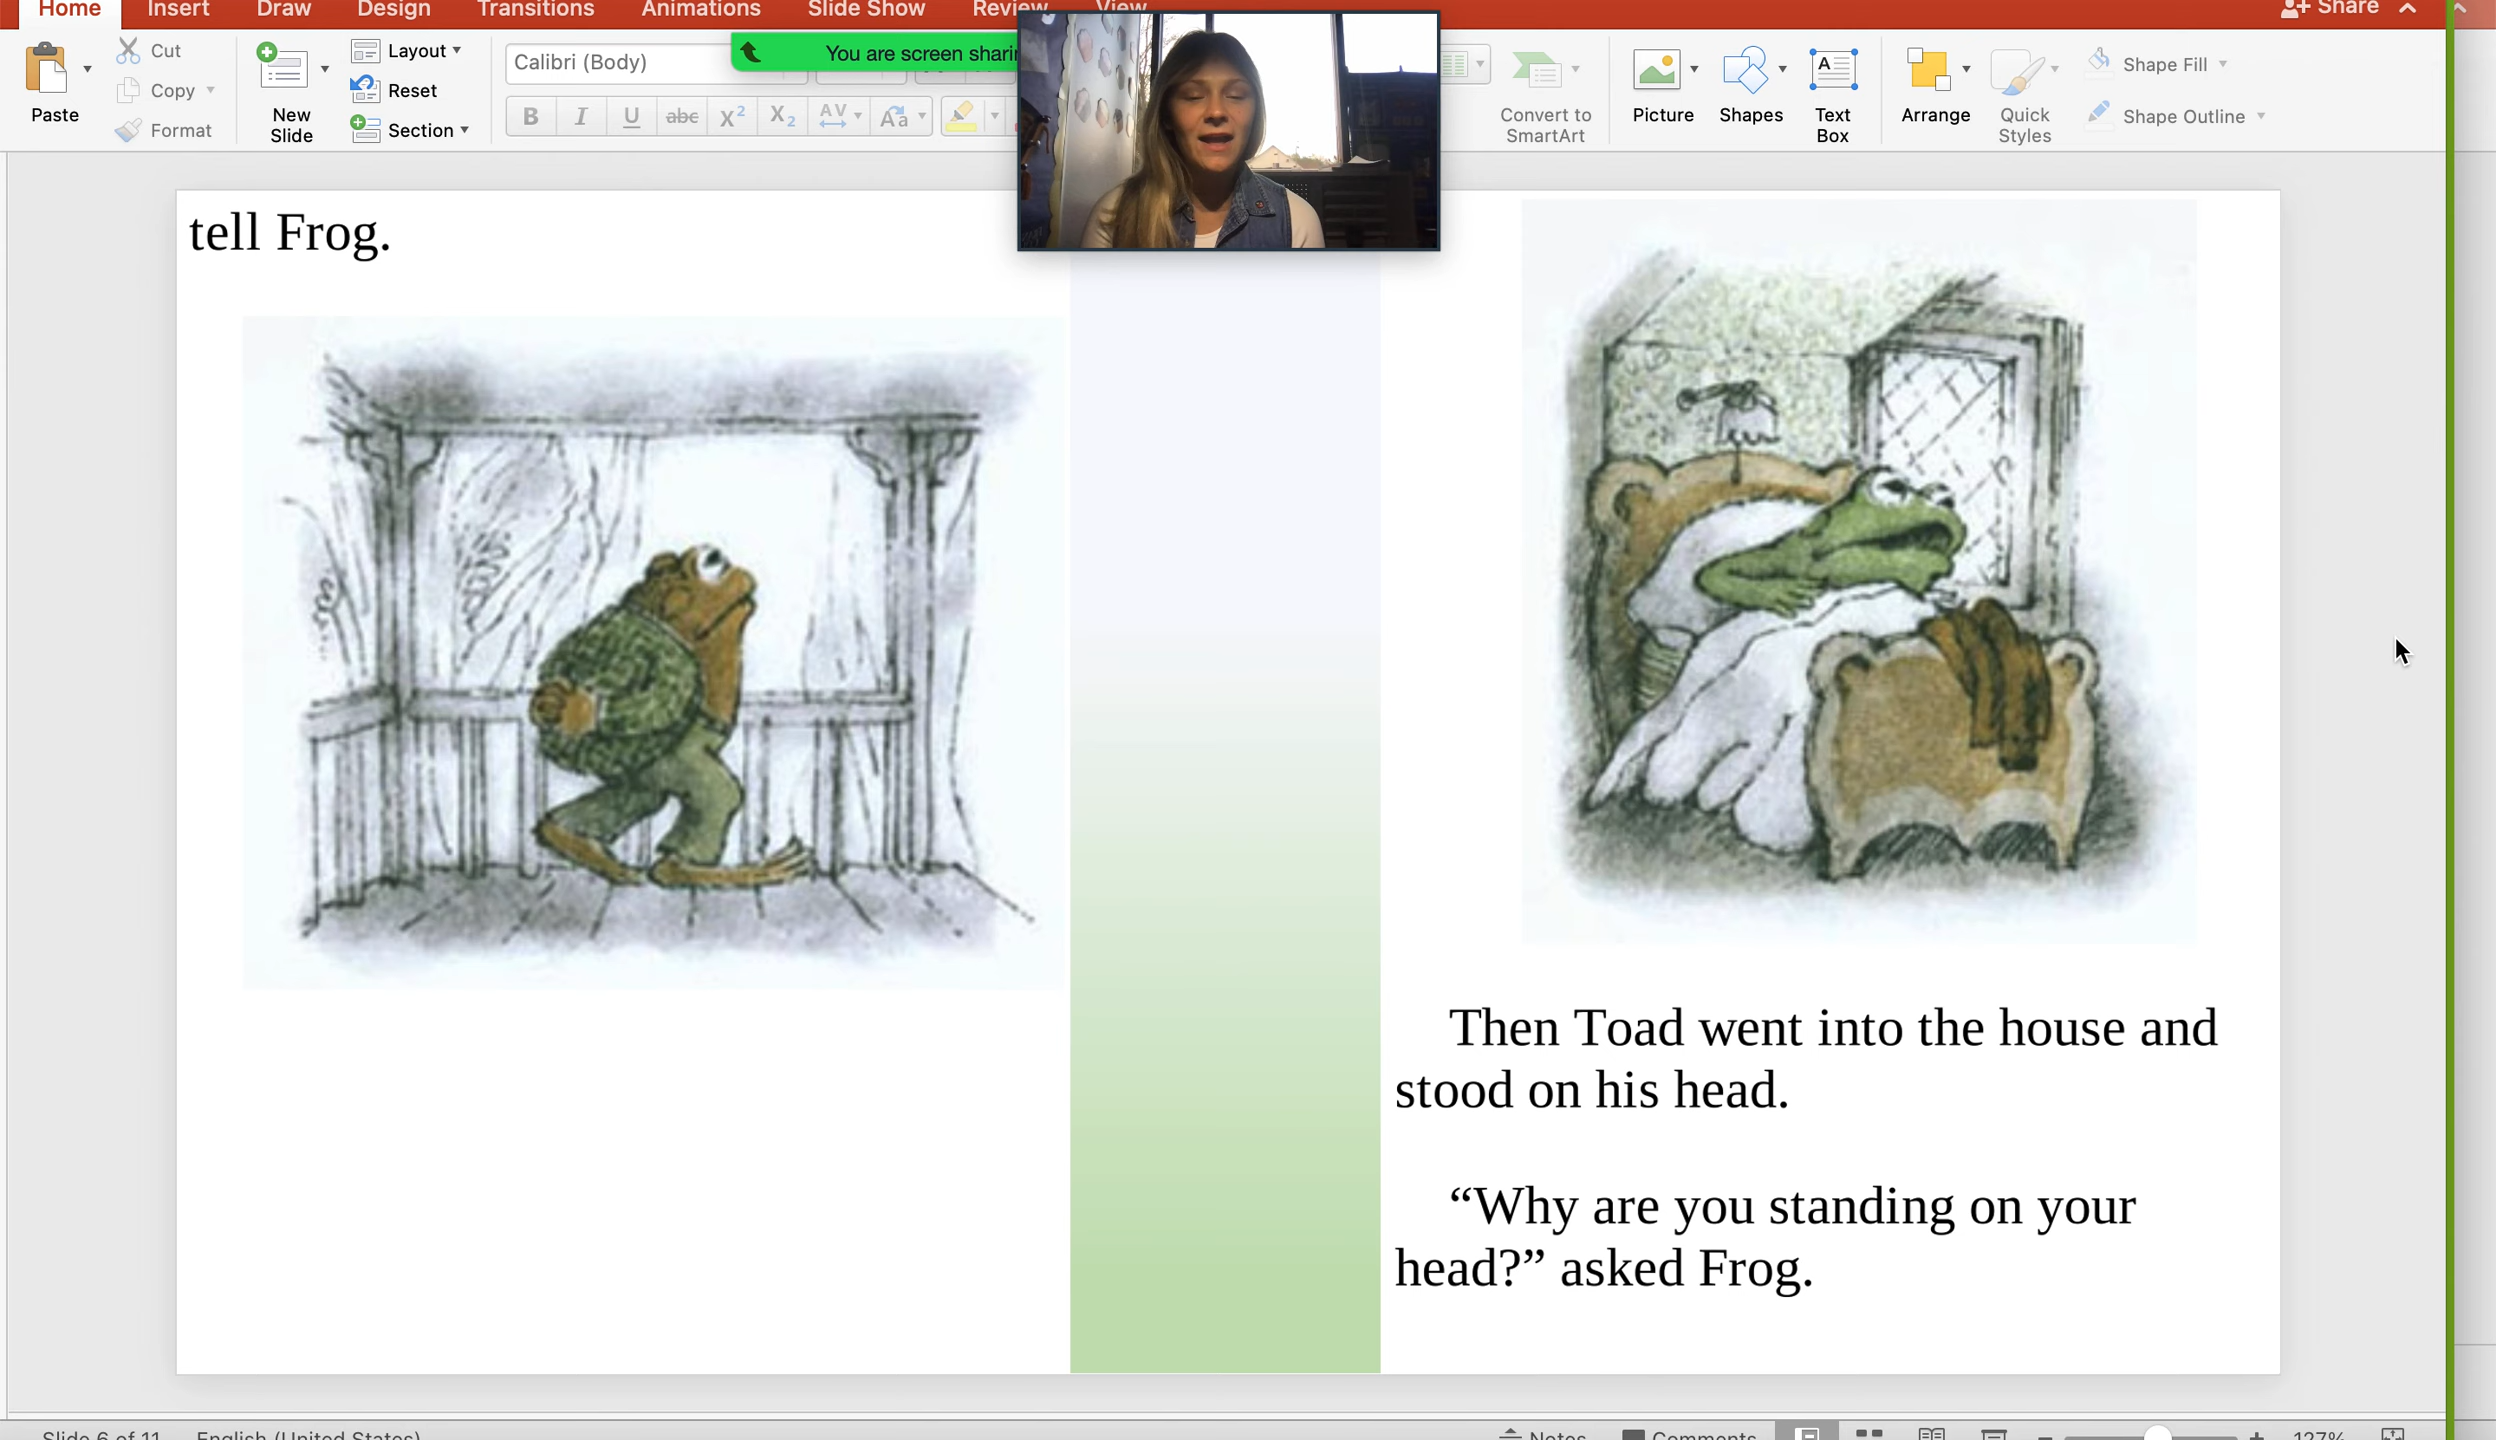 Home Insert Draw Design Transitions Animations Slide Show Review View Share
Paste
Cut
Copy
Format
New
Slide
Layout
Reset
Section
Calibri (Body)
You are screen sharin
B I U abc X2 X2 AV Aa
Convert to
SmartArt
Picture
Shapes
Text
Box
Arrange
Quick
Styles
Shape Fill
Shape Outline
tell Frog.
Then Toad went into the house and
stood on his head.
“Why are you standing on your
head?” asked Frog.
Slide 6 of 11 English (United States) Notes Comments 127%